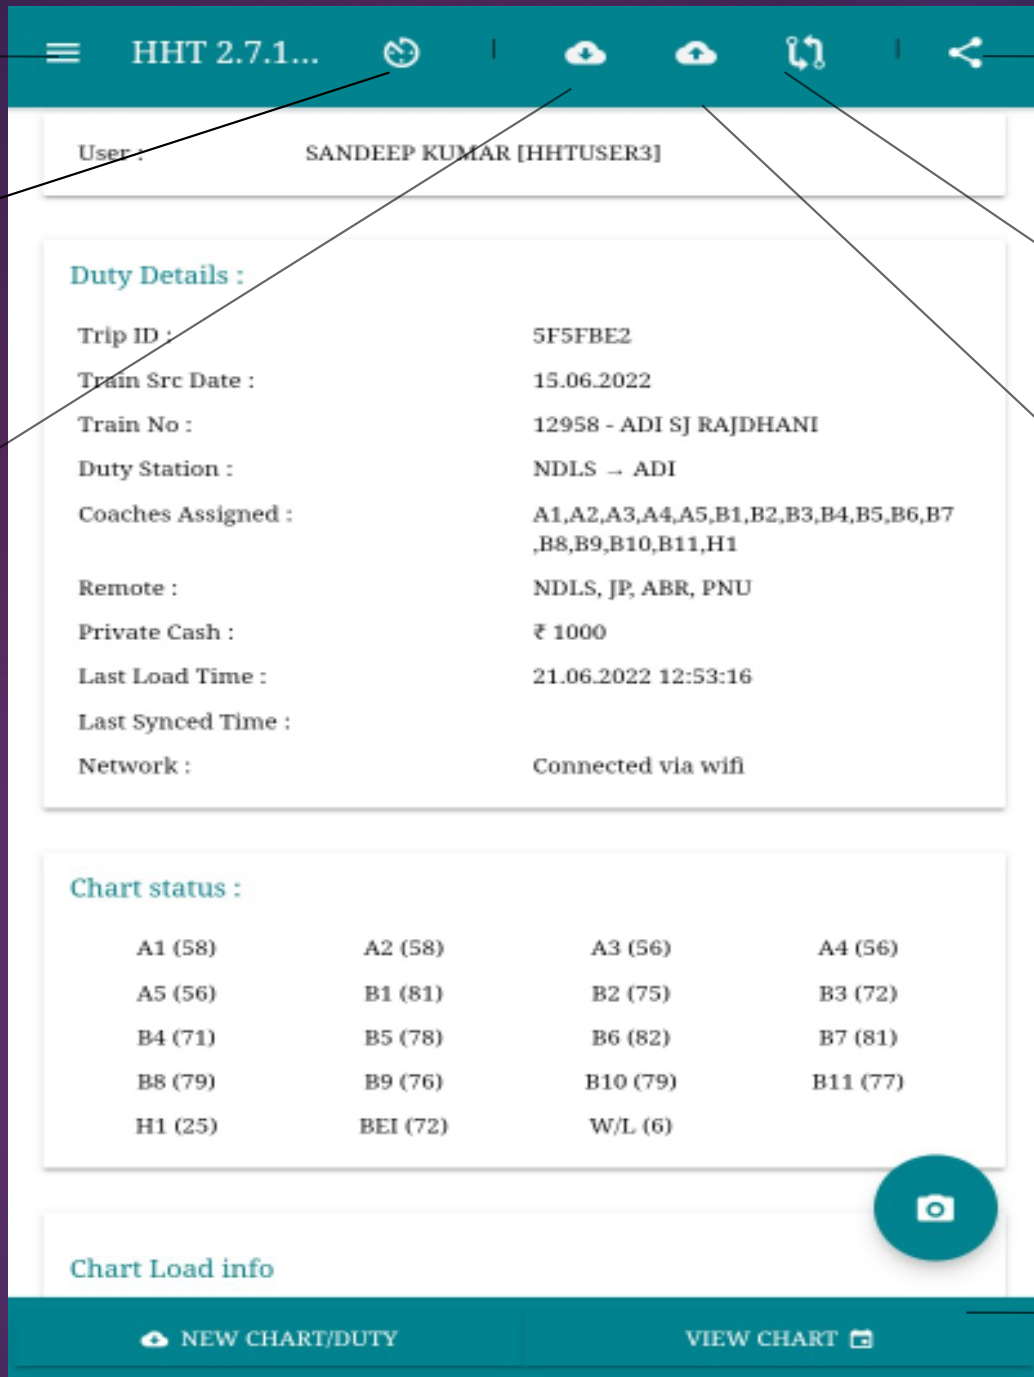 HHT 2.7.1...
User : SANDEEP KUMAR [HHTUSER3]
Duty Details :
Trip ID : 5F5FBE2
Train Src Date : 15.06.2022
Train No : 12958 - ADI SJ RAJDHANI
Duty Station : NDLS → ADI
Coaches Assigned : A1,A2,A3,A4,A5,B1,B2,B3,B4,B5,B6,B7
,B8,B9,B10,B11,H1
Remote : NDLS, JP, ABR, PNU
Private Cash : ₹ 1000
Last Load Time : 21.06.2022 12:53:16
Last Synced Time :
Network : Connected via wifi
Chart status :
A1 (58) A2 (58) A3 (56) A4 (56)
A5 (56) B1 (81) B2 (75) B3 (72)
B4 (71) B5 (78) B6 (82) B7 (81)
B8 (79) B9 (76) B10 (79) B11 (77)
H1 (25) BEI (72) W/L (6)
Chart Load info
NEW CHART/DUTY VIEW CHART